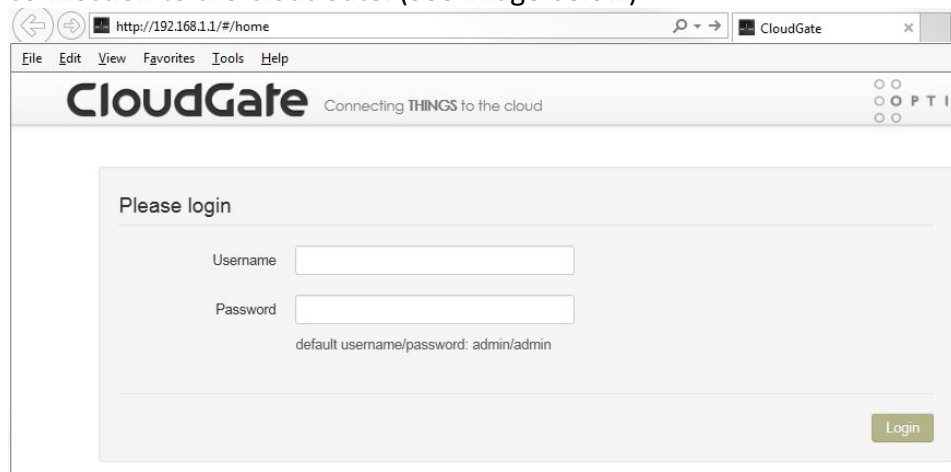 http://192.168.1.1/#/home CloudGate
File Edit View Favorites Tools Help
CloudGate Connecting THINGS to the cloud OPTI
Please login
Username
Password
default username/password: admin/admin
Login